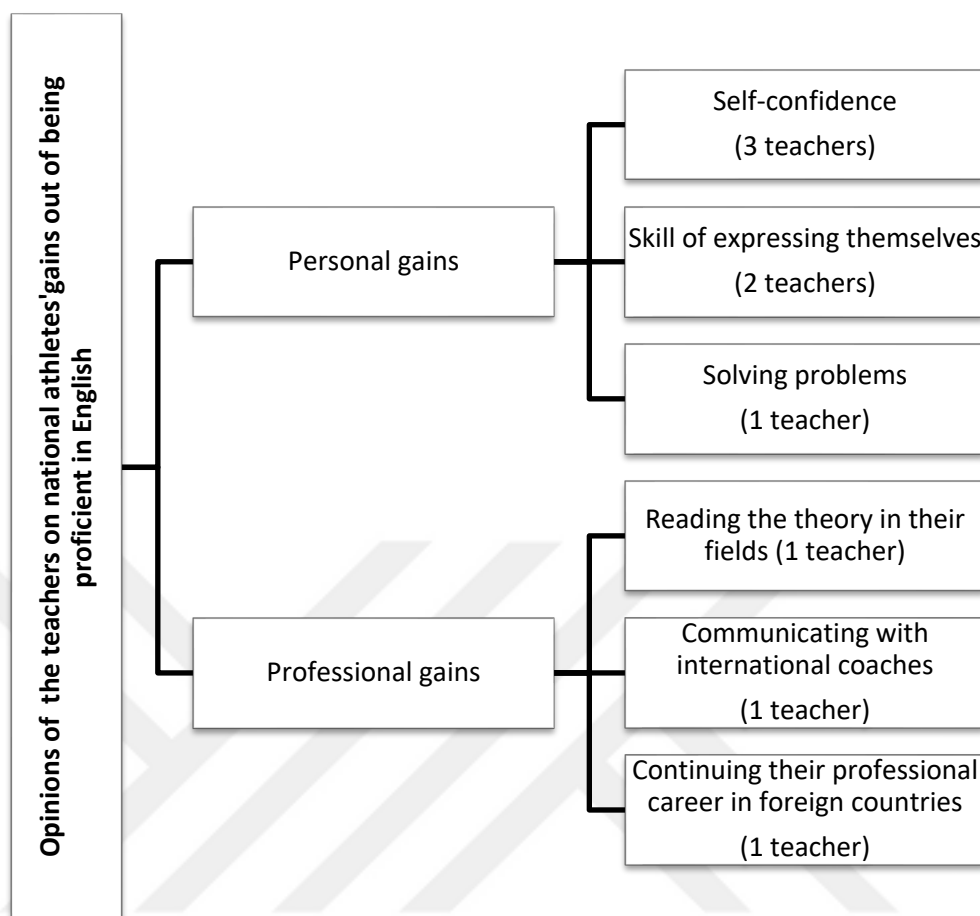 Opinions of the teachers on national athletes'gains out of being
proficient in English
Personal gains
Self-confidence
(3 teachers)
Skill of expressing themselves
(2 teachers)
Solving problems
(1 teacher)
Professional gains
Reading the theory in their
fields (1 teacher)
Communicating with
international coaches
(1 teacher)
Continuing their professional
career in foreign countries
(1 teacher)